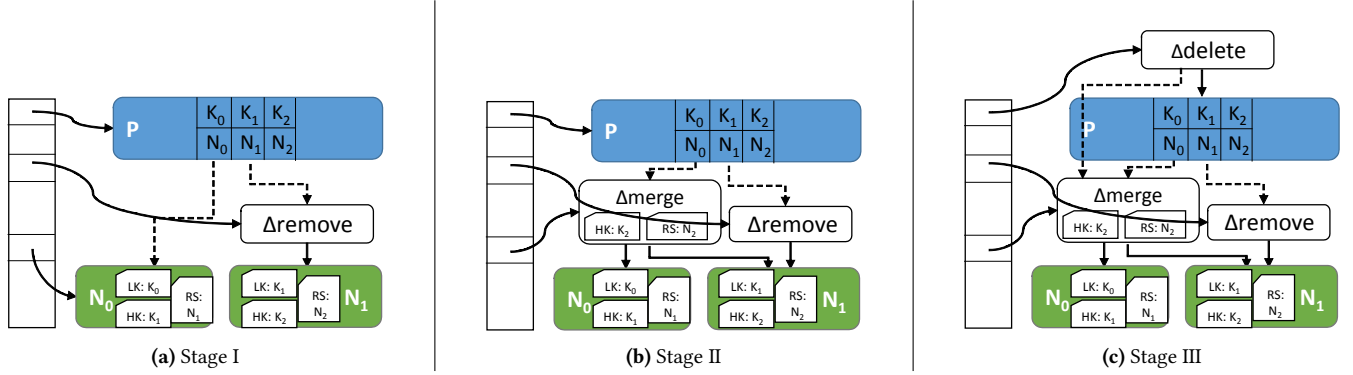 P
K₀ K₁ K₂
N₀ N₁ N₂
Δremove
N₀
LK: K₀
HK: K₁
RS: N₁
LK: K₁
HK: K₂
RS: N₂
N₁
(a) Stage I
P
K₀ K₁ K₂
N₀ N₁ N₂
Δmerge
HK: K₂
RS: N₂
Δremove
N₀
LK: K₀
HK: K₁
RS: N₁
LK: K₁
HK: K₂
RS: N₂
N₁
(b) Stage II
Δdelete
P
K₀ K₁ K₂
N₀ N₁ N₂
Δmerge
HK: K₂
RS: N₂
Δremove
N₀
LK: K₀
HK: K₁
RS: N₁
LK: K₁
HK: K₂
RS: N₂
N₁
(c) Stage III